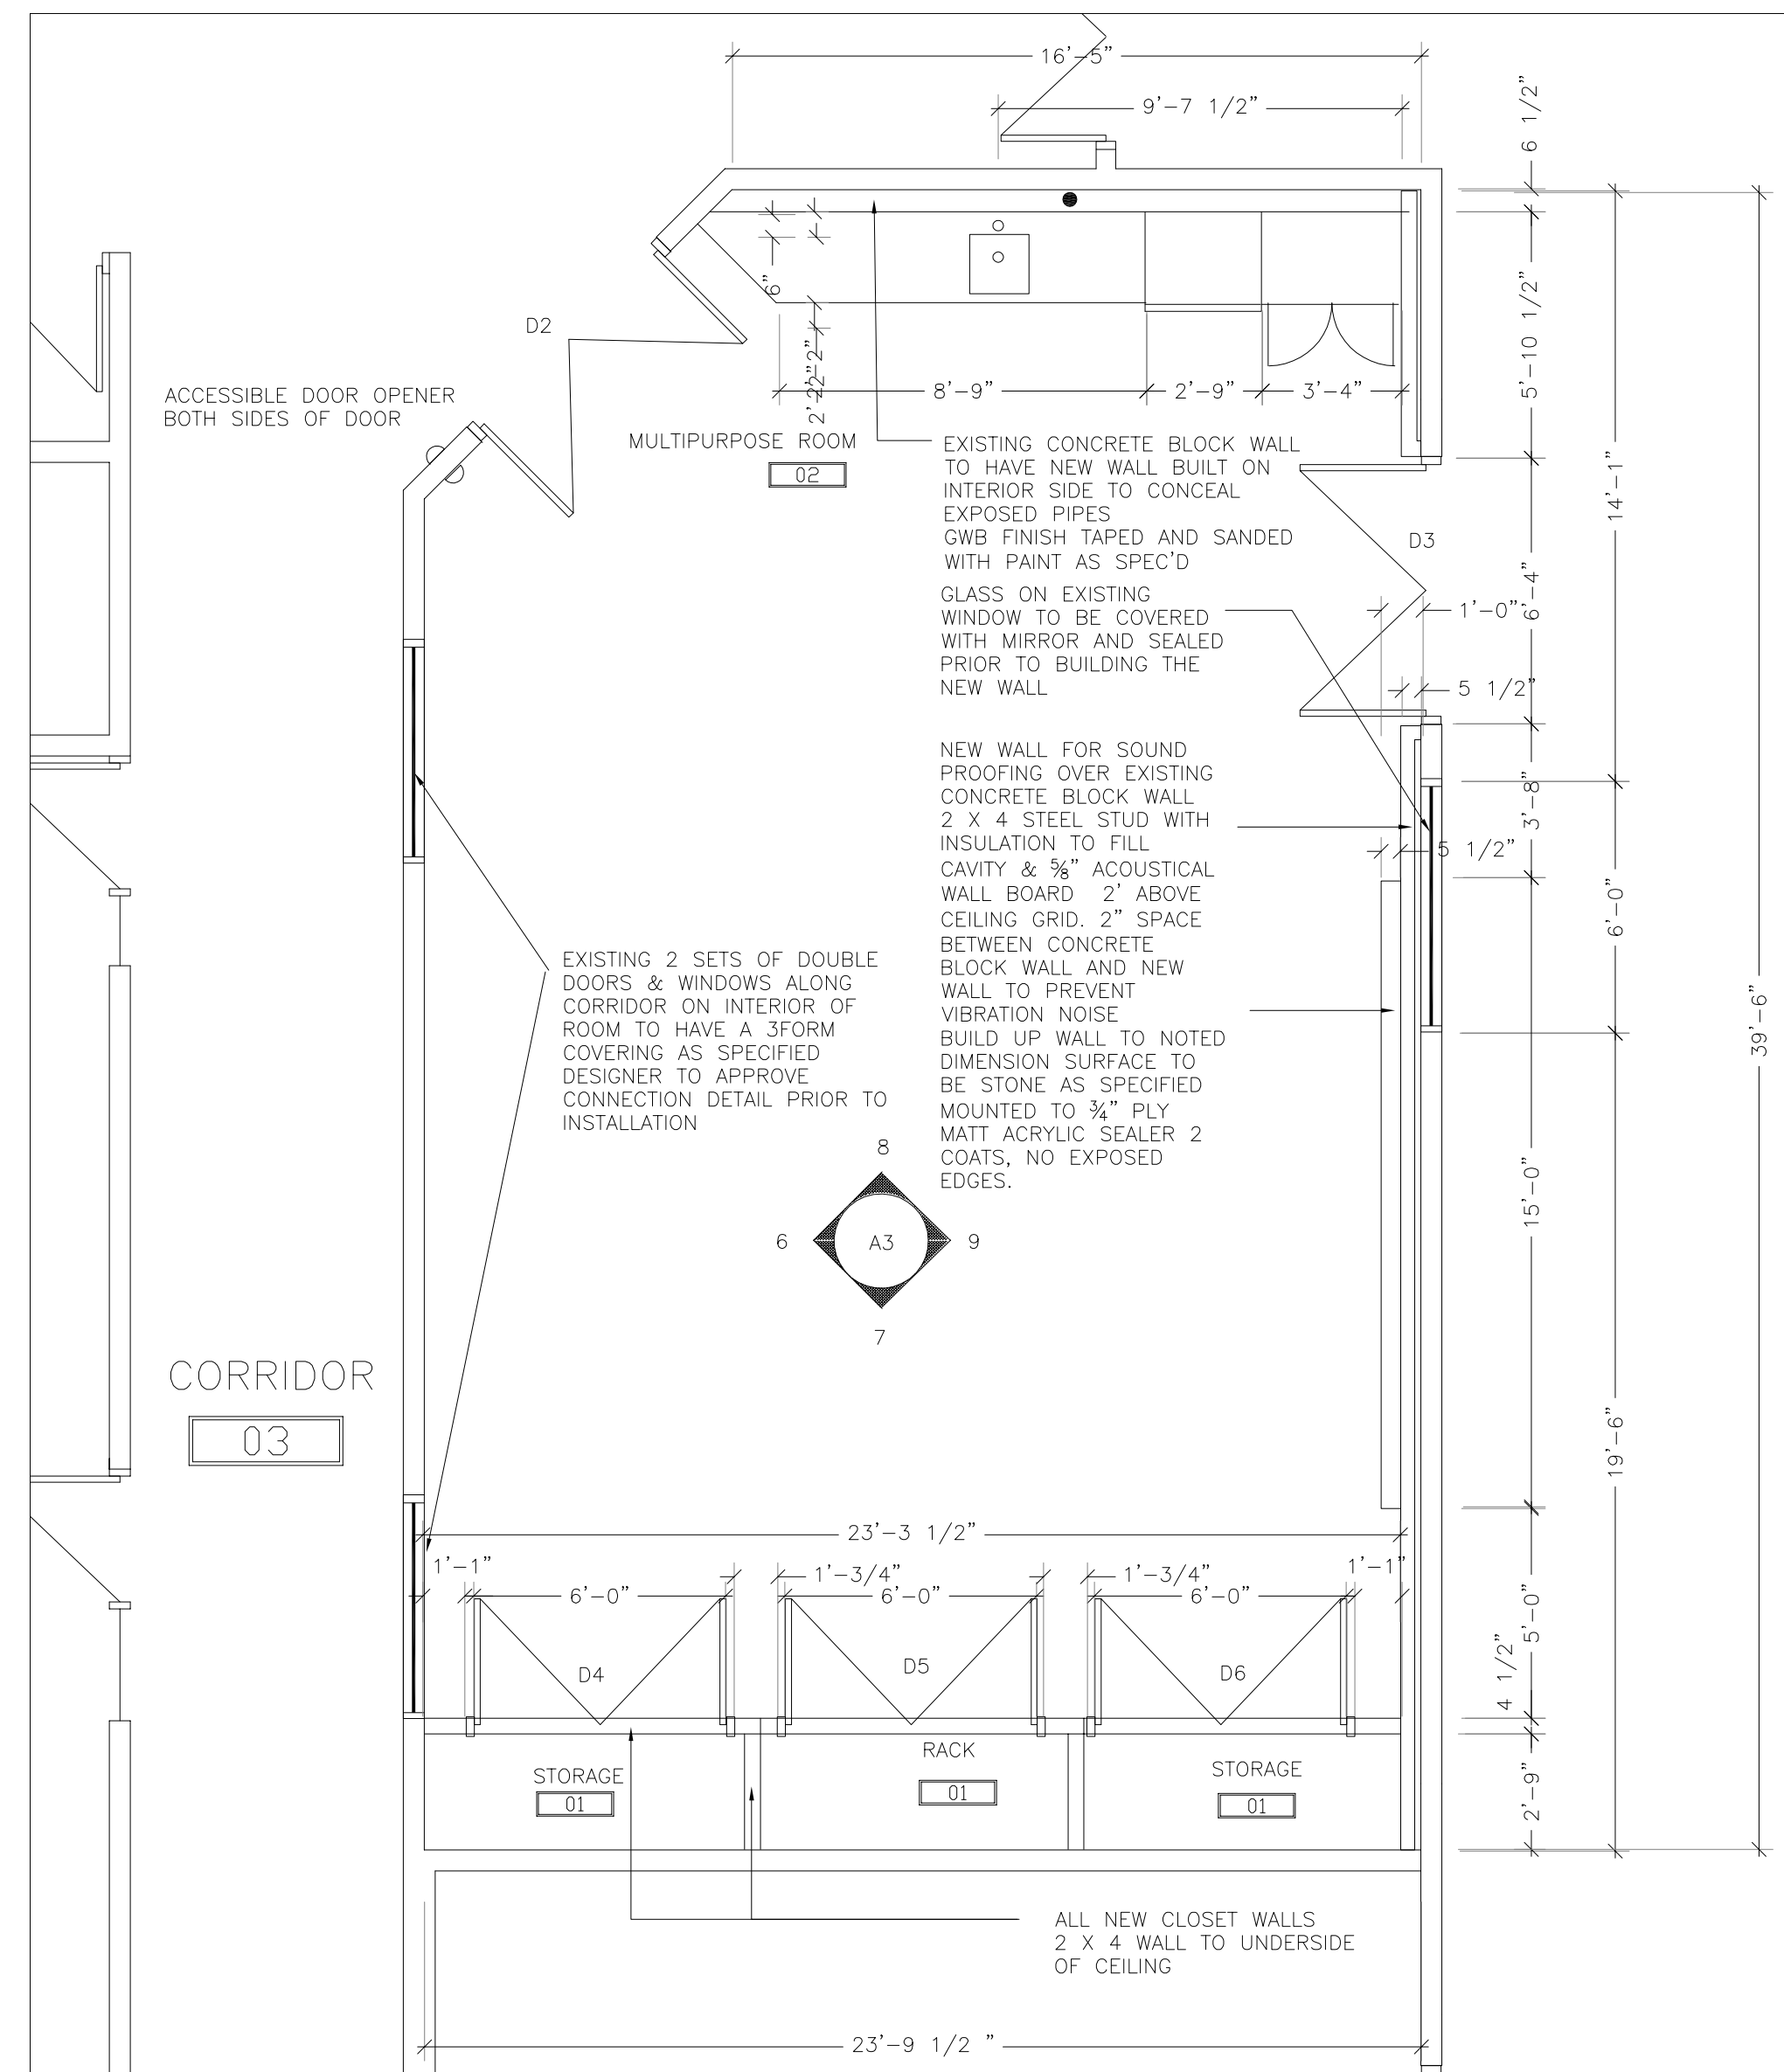 16'-5"
9'-7 1/2"
6 1/2"
6"
D2
8'-9"
2'-9"
3'-4"
5'-10 1/2"
ACCESSIBLE DOOR OPENER
BOTH SIDES OF DOOR
MULTIPURPOSE ROOM
02
EXISTING CONCRETE BLOCK WALL
TO HAVE NEW WALL BUILT ON
INTERIOR SIDE TO CONCEAL
EXPOSED PIPES
GWB FINISH TAPED AND SANDED
WITH PAINT AS SPEC'D
D3
14'-1"
GLASS ON EXISTING
WINDOW TO BE COVERED
WITH MIRROR AND SEALED
PRIOR TO BUILDING THE
NEW WALL
1'-0"
6'-4"
5 1/2"
NEW WALL FOR SOUND
PROOFING OVER EXISTING
CONCRETE BLOCK WALL
2 X 4 STEEL STUD WITH
INSULATION TO FILL
CAVITY & ⅝" ACOUSTICAL
WALL BOARD 2' ABOVE
CEILING GRID. 2" SPACE
BETWEEN CONCRETE
BLOCK WALL AND NEW
WALL TO PREVENT
VIBRATION NOISE
BUILD UP WALL TO NOTED
DIMENSION SURFACE TO
BE STONE AS SPECIFIED
MOUNTED TO ¾" PLY
MATT ACRYLIC SEALER 2
COATS, NO EXPOSED
EDGES.
3'-8"
5 1/2"
6'-0"
39'-6"
EXISTING 2 SETS OF DOUBLE
DOORS & WINDOWS ALONG
CORRIDOR ON INTERIOR OF
ROOM TO HAVE A 3FORM
COVERING AS SPECIFIED
DESIGNER TO APPROVE
CONNECTION DETAIL PRIOR TO
INSTALLATION
8
6
A3
9
7
15'-0"
CORRIDOR
03
19'-6"
23'-3 1/2"
1'-1"
1'-3/4"
1'-3/4"
1'-1"
6'-0"
6'-0"
6'-0"
D4
D5
D6
5'-0"
4 1/2"
STORAGE
01
RACK
01
STORAGE
01
2'-9"
ALL NEW CLOSET WALLS
2 X 4 WALL TO UNDERSIDE
OF CEILING
23'-9 1/2 "